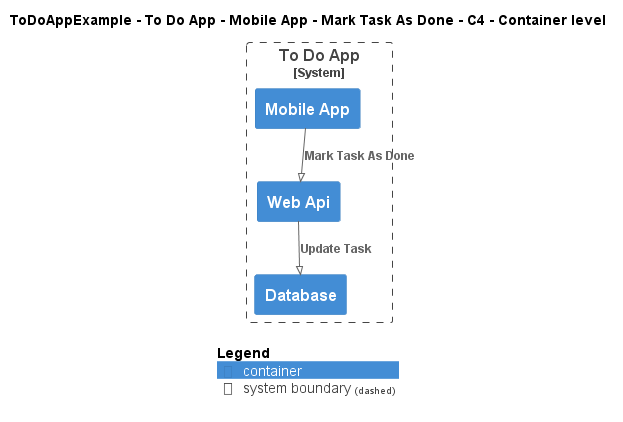 ToDoAppExample - To Do App - Mobile App - Mark Task As Done - C4 - Container level
To Do App
[System]
Mobile App
Mark Task As Done
Web Api
Update Task
Database
Legend
container
system boundary (dashed)